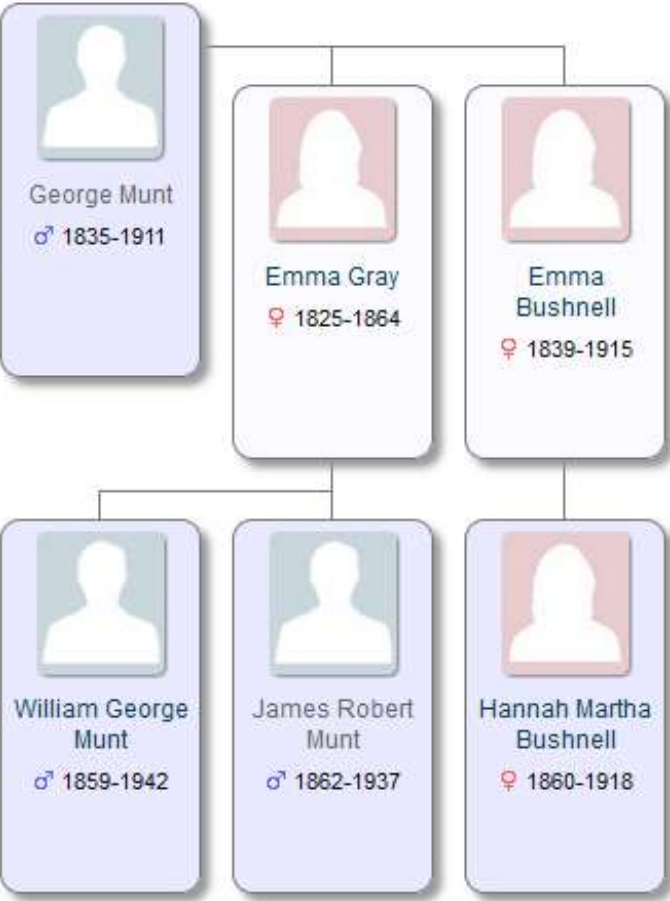 George Munt
♂ 1835-1911
Emma Gray
♀ 1825-1864
Emma
Bushnell
♀ 1839-1915
William George
Munt
♂ 1859-1942
James Robert
Munt
♂ 1862-1937
Hannah Martha
Bushnell
♀ 1860-1918